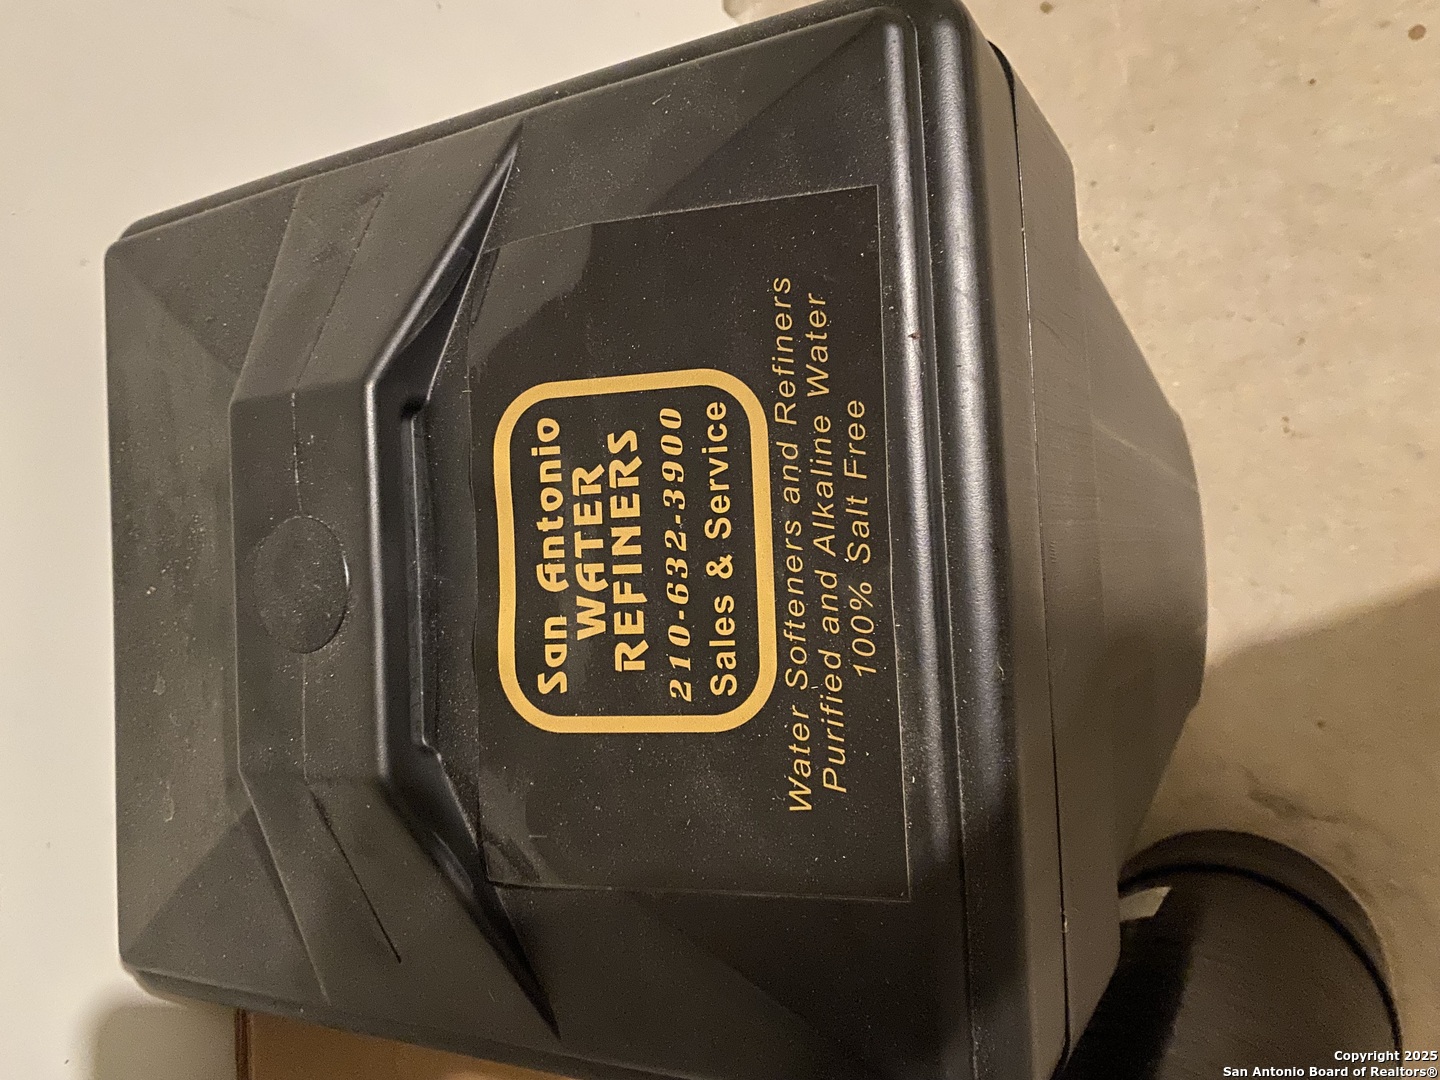 San Antonio
WATER
REFINERS
210-632-3900
Sales & Service
Water Softeners and Refiners
Purified and Alkaline Water
100% Salt Free
Copyright 2025
San Antonio Board of Realtors®